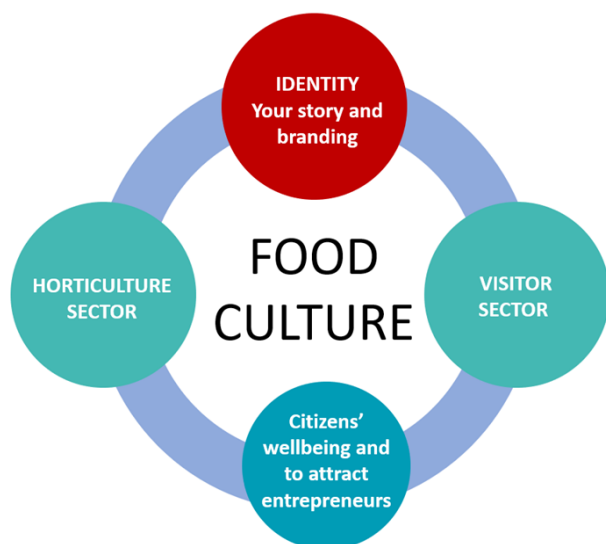 IDENTITY
Your story and
branding
HORTICULTURE
SECTOR
FOOD
CULTURE
VISITOR
SECTOR
Citizens’
wellbeing and
to attract
entrepreneurs